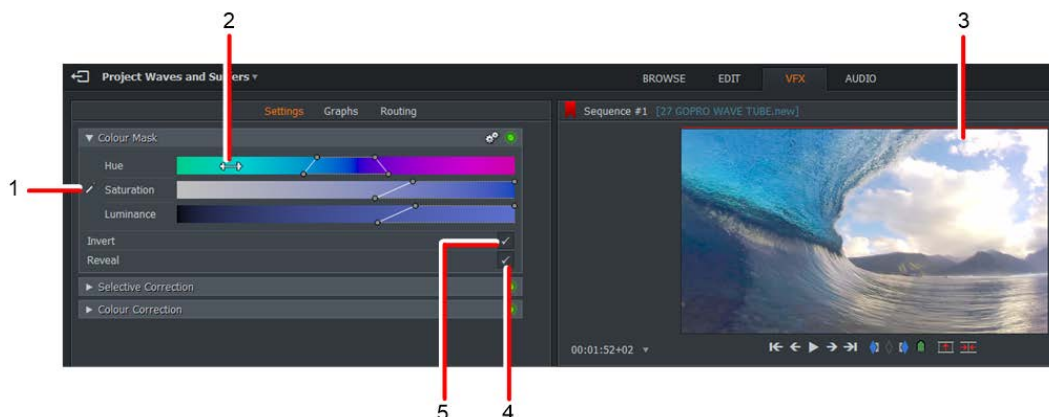 2
3
Project Waves and Surfers
BROWSE EDIT VFX AUDIO
Settings Graphs Routing
Sequence #1 [27 GOPRO WAVE TUBE.new]
Colour Mask
Hue
1
Saturation
Luminance
Invert
Reveal
Selective Correction
Colour Correction
00:01:52+02
5
4